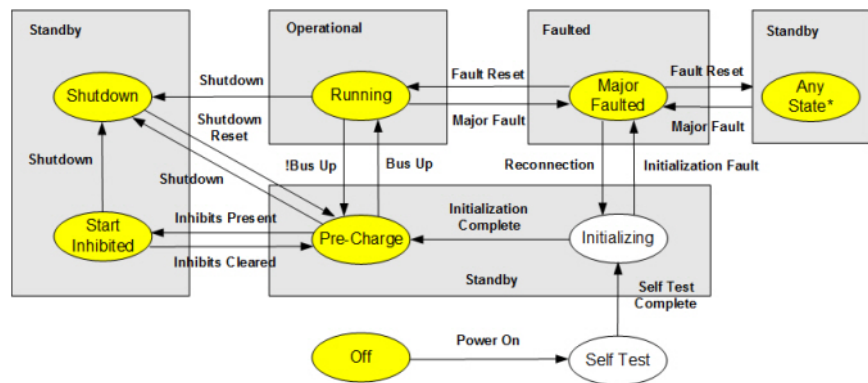 Standby
Operational
Faulted
Standby
Shutdown
Shutdown
Running
Fault Reset
Major
Faulted
Fault Reset
Any
State*
Major Fault
Major Fault
Shutdown
Reset
Shutdown
Shutdown
!Bus Up
Bus Up
Reconnection
Initialization Fault
Start
Inhibited
Inhibits Present
Inhibits Cleared
Pre-Charge
Initialization
Complete
Initializing
Standby
Self Test
Complete
Off
Power On
Self Test